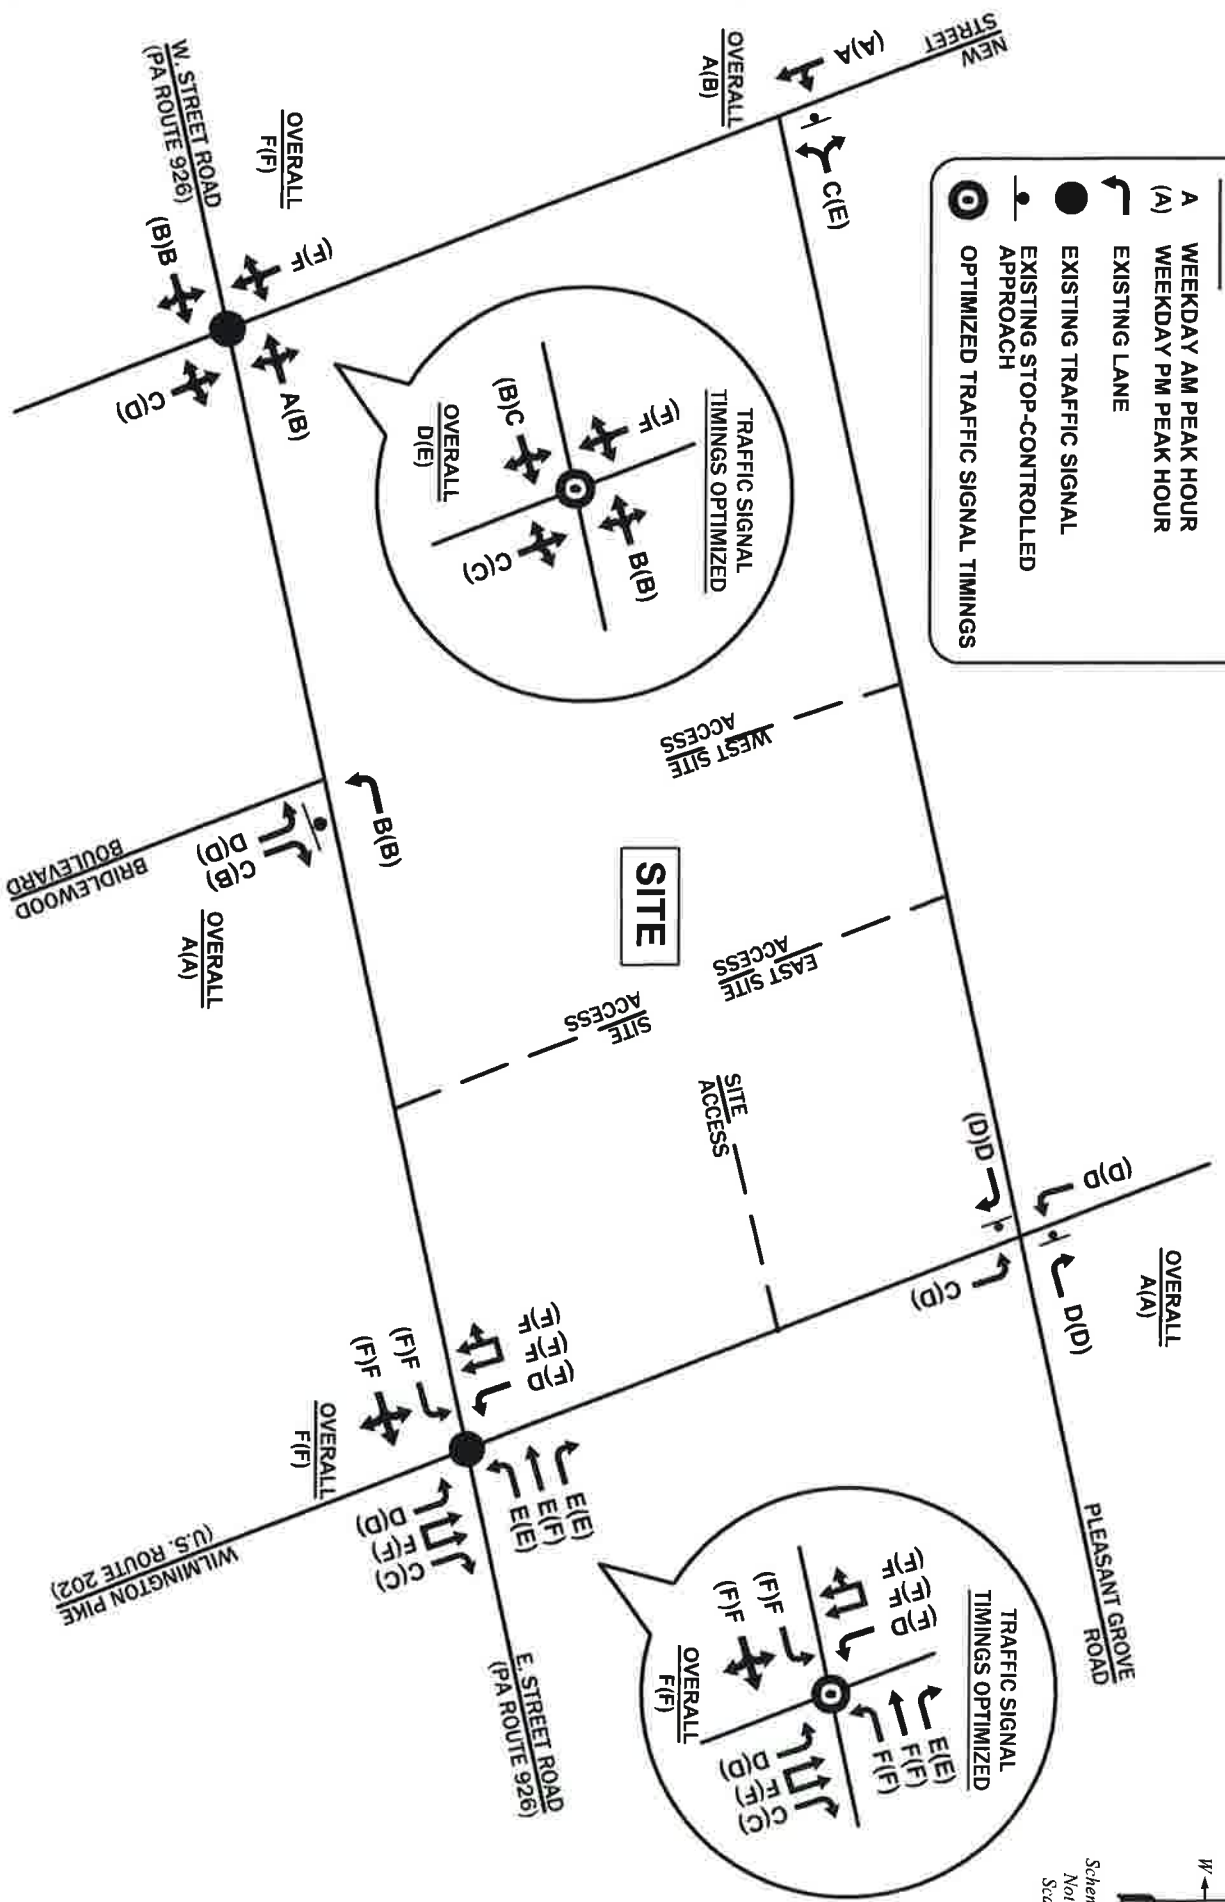 A WEEKDAY AM PEAK HOUR
(A) WEEKDAY PM PEAK HOUR
EXISTING LANE
EXISTING TRAFFIC SIGNAL
EXISTING STOP-CONTROLLED
APPROACH
OPTIMIZED TRAFFIC SIGNAL TIMINGS
NEW
STREET
(A)A
OVERALL
A(B)
C(E)
W. STREET ROAD
(PA ROUTE 926)
OVERALL
F(F)
(F)F
(B)B
A(B)
C(D)
TRAFFIC SIGNAL
TIMINGS OPTIMIZED
(F)F
(B)C
B(B)
C(C)
OVERALL
D(E)
WEST SITE
ACCESS
SITE
EAST SITE
ACCESS
SITE
ACCESS
SITE
ACCESS
B(B)
D(D)
C(B)
BRIDLEWOOD
BOULEVARD
OVERALL
A(A)
(D)D
(D)D
C(D)
D(D)
OVERALL
A(A)
PLEASANT GROVE
ROAD
(F)F
(F)F
(F)D
(F)F
(F)F
E(E)
E(F)
E(E)
D(D)
F(F)
C(C)
OVERALL
F(F)
WILMINGTON PIKE
(U.S. ROUTE 202)
E. STREET ROAD
(PA ROUTE 926)
TRAFFIC SIGNAL
TIMINGS OPTIMIZED
(F)F
(F)F
(F)D
(F)F
(F)F
E(E)
F(F)
F(F)
D(D)
F(F)
C(C)
OVERALL
F(F)
W
Not